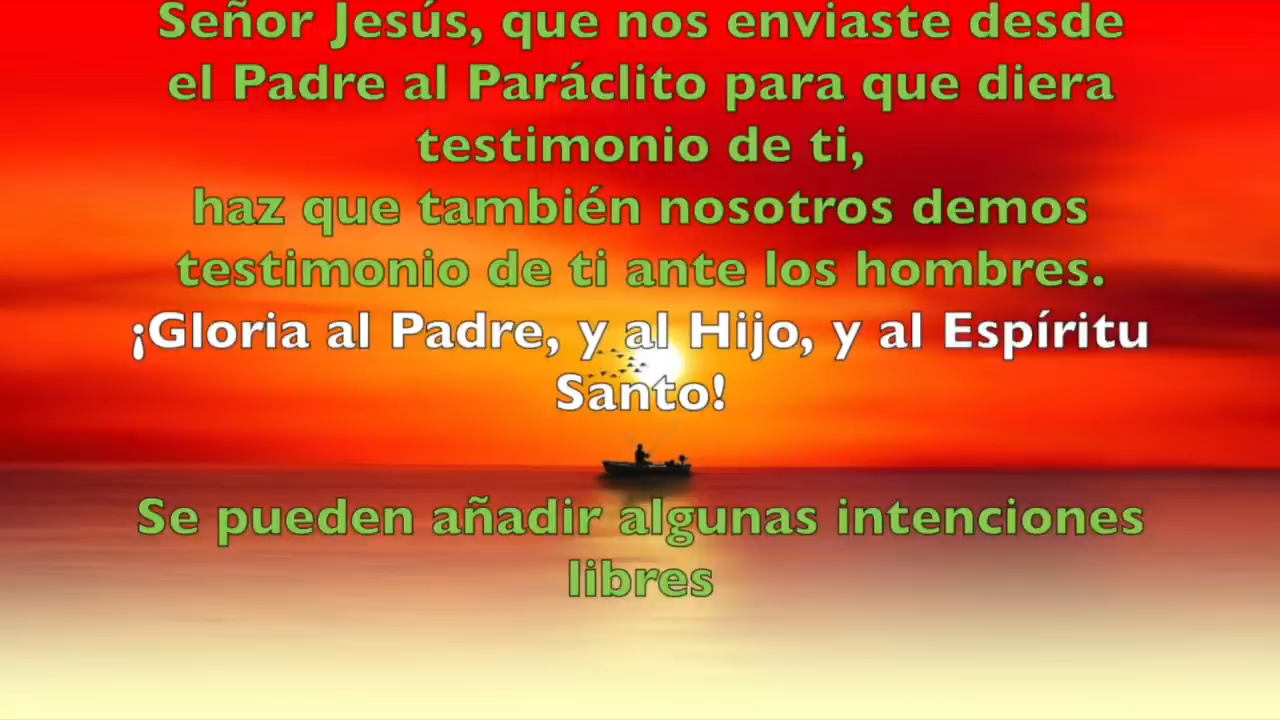 Señor Jesús, que nos enviaste desde
el Padre al Paráclito para que diera
testimonio de ti,
haz que también nosotros demos
testimonio de ti ante los hombres.
¡Gloria al Padre, y al Hijo, y al Espíritu
Santo!
Se pueden añadir algunas intenciones
libres